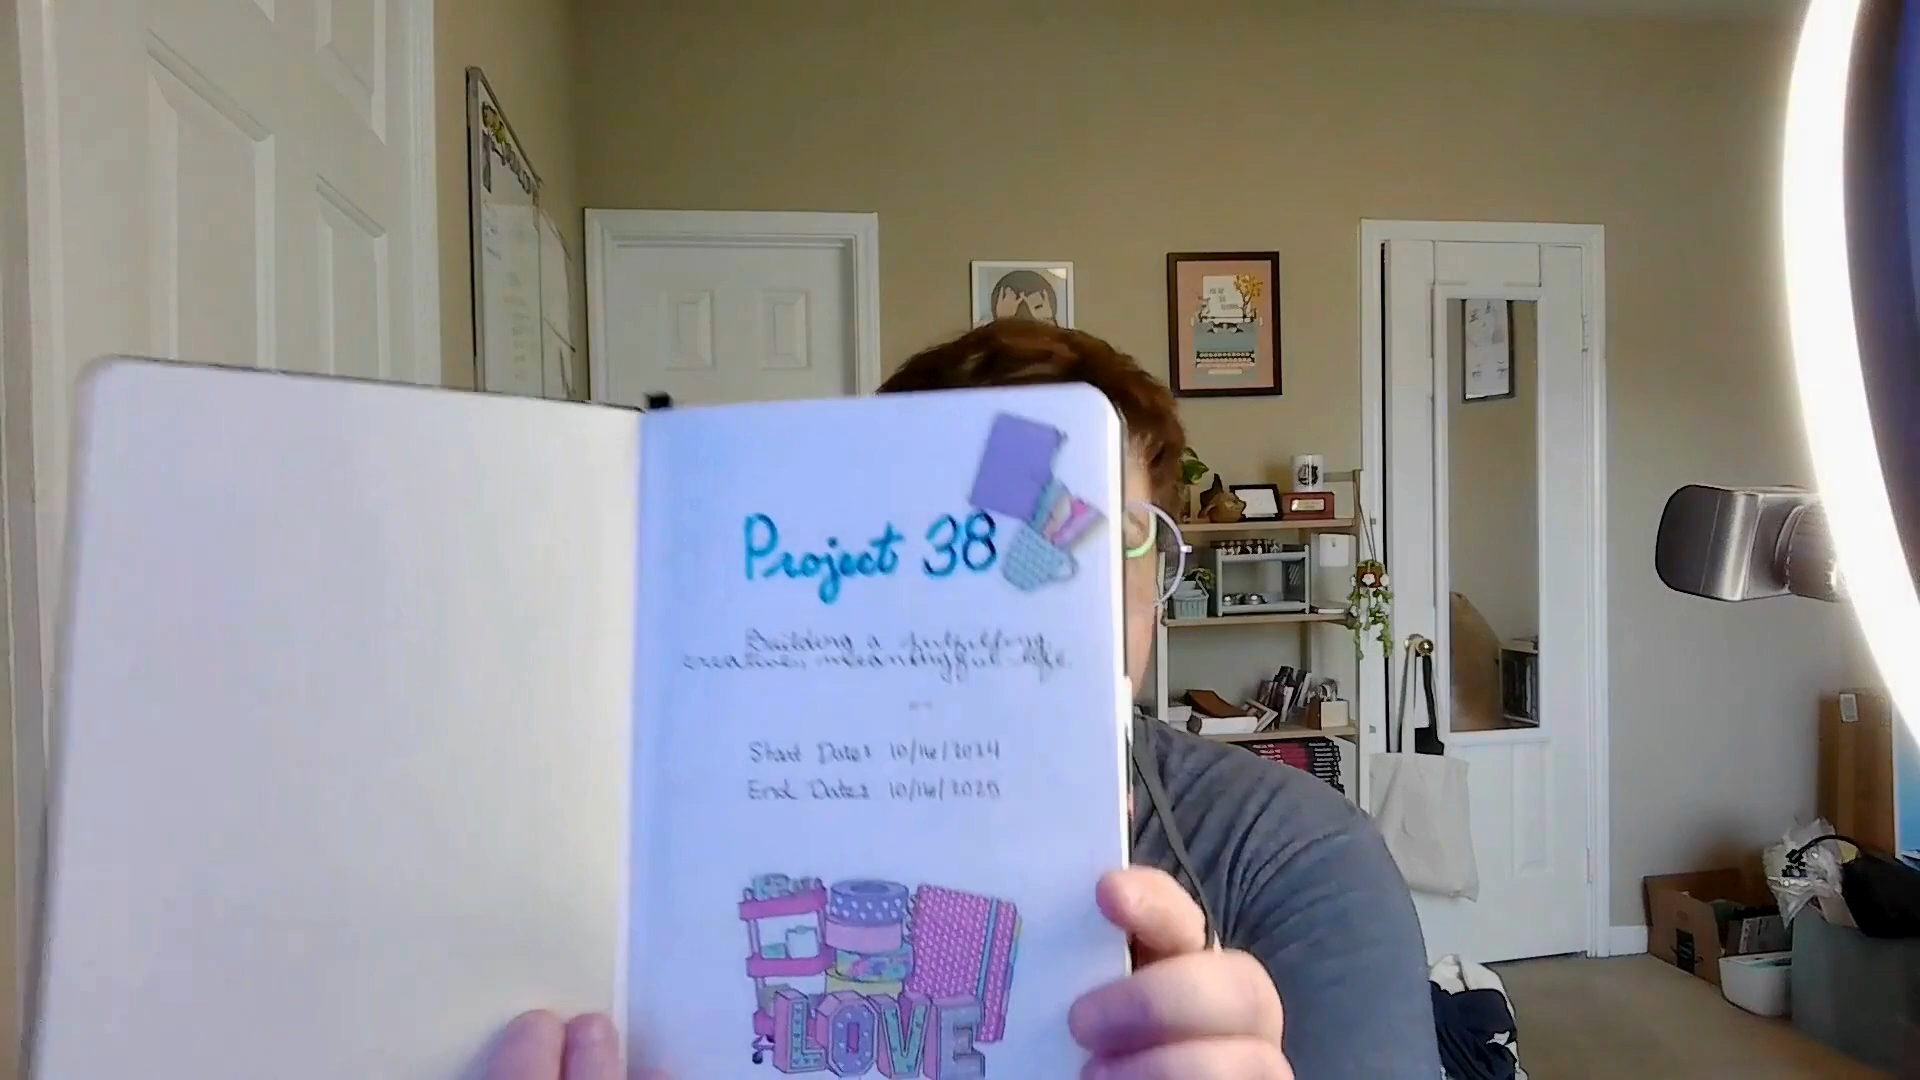 Project 38
Building a fulfilling,
creative, meaningful life.
Start Date: 10/16/2024
End Date: 10/16/2025
LOVE